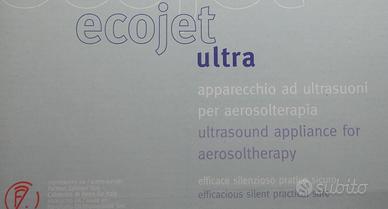 ecojet
ultra
apparecchio ad ultrasuoni
per aerosolterapia
ultrasound appliance for
aerosoltherapy
efficace silenzioso pratico sicuro
efficacious silent practical safe
subito